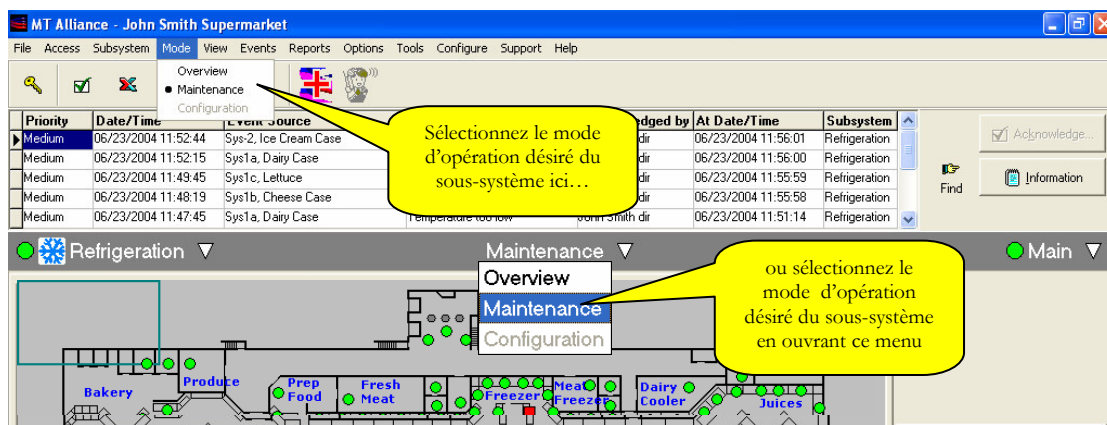 MT Alliance - John Smith Supermarket
File Access Subsystem Mode View Events Reports Options Tools Configure Support Help
Overview
Maintenance
Configuration
Sélectionnez le mode
d'opération désiré du
sous-système ici…
Priority Date/Time Event Source edged by At Date/Time Subsystem
Medium 06/23/2004 11:52:44 Sys-2, Ice Cream Case dir 06/23/2004 11:56:01 Refrigeration
Medium 06/23/2004 11:52:15 Sys1a, Dairy Case dir 06/23/2004 11:56:00 Refrigeration
Medium 06/23/2004 11:49:45 Sys1c, Lettuce dir 06/23/2004 11:55:59 Refrigeration
Medium 06/23/2004 11:48:19 Sys1b, Cheese Case dir 06/23/2004 11:55:58 Refrigeration
Medium 06/23/2004 11:47:45 Sys1a, Dairy Case Temperature too low John Smith dir 06/23/2004 11:51:14 Refrigeration
Find
Acknowledge...
Information
Refrigeration Maintenance Main
Overview
Maintenance
Configuration
ou sélectionnez le
mode d'opération
désiré du sous-système
en ouvrant ce menu
Bakery
Produce
Prep
Food
Fresh
Meat
Freezer
Meat
Freezer
Dairy
Cooler
Juices